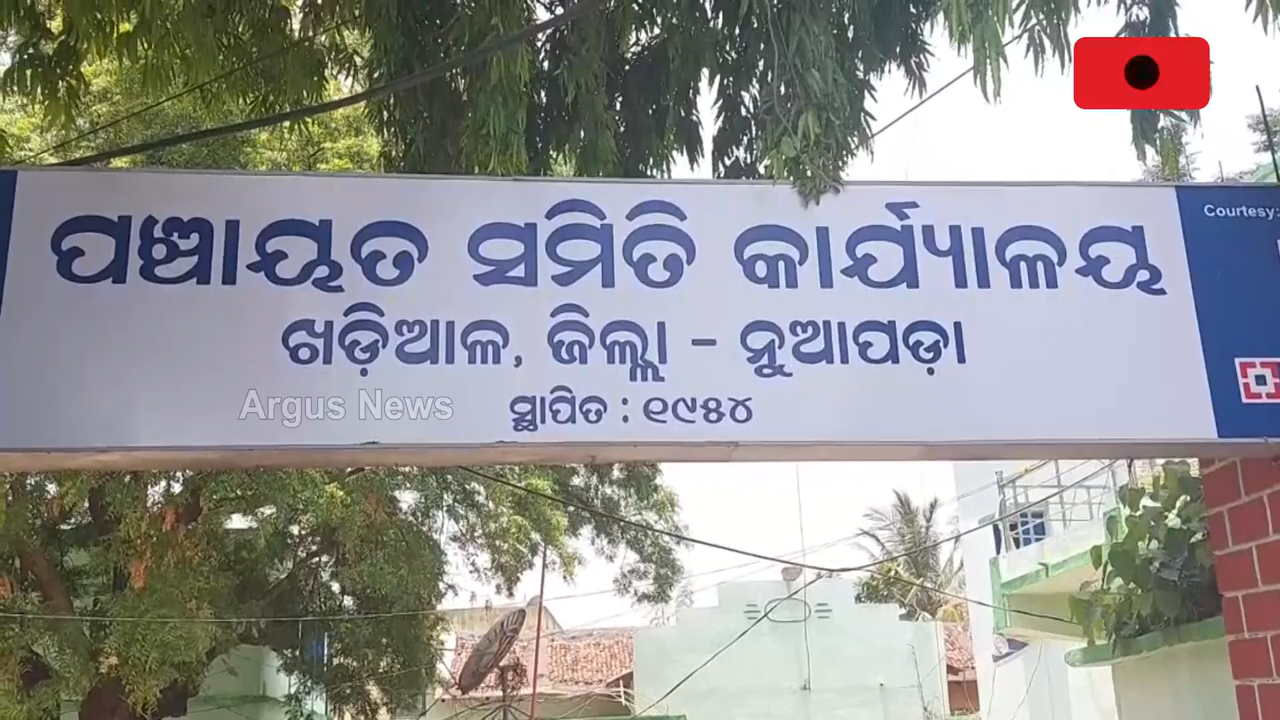 ପଞ୍ଚାୟତ ସମିତି କାର୍ଯ୍ୟାଳୟ
ଖଡ଼ିଆଳ, ଜିଲ୍ଲା - ନୁଆପଡ଼ା
ସ୍ଥାପିତ : ୧୯୫୪
Courtesy:
Argus News